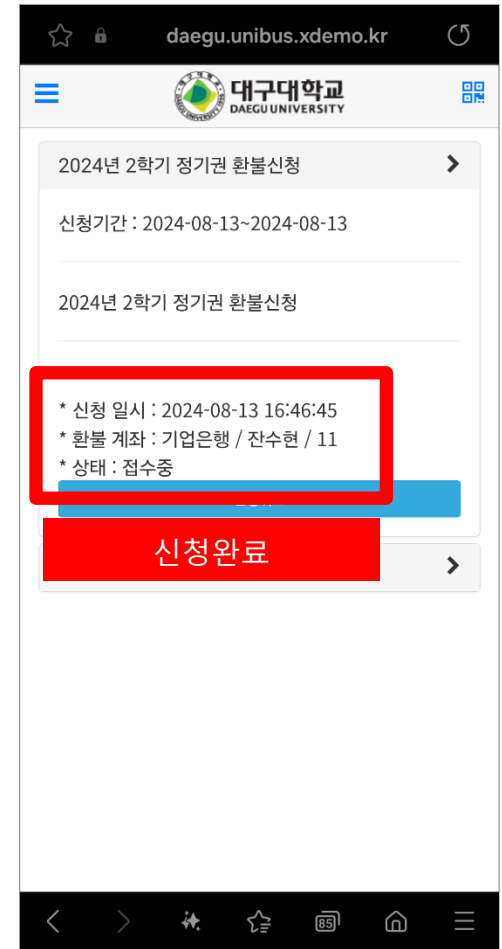 daegu.unibus.xdemo.kr
대구대학교
DAEGU UNIVERSITY
2024년 2학기 정기권 환불신청
신청기간 : 2024-08-13~2024-08-13
2024년 2학기 정기권 환불신청
* 신청 일시 : 2024-08-13 16:46:45
* 환불 계좌 : 기업은행 / 잔수현 / 11
* 상태 : 접수중
신청완료
85